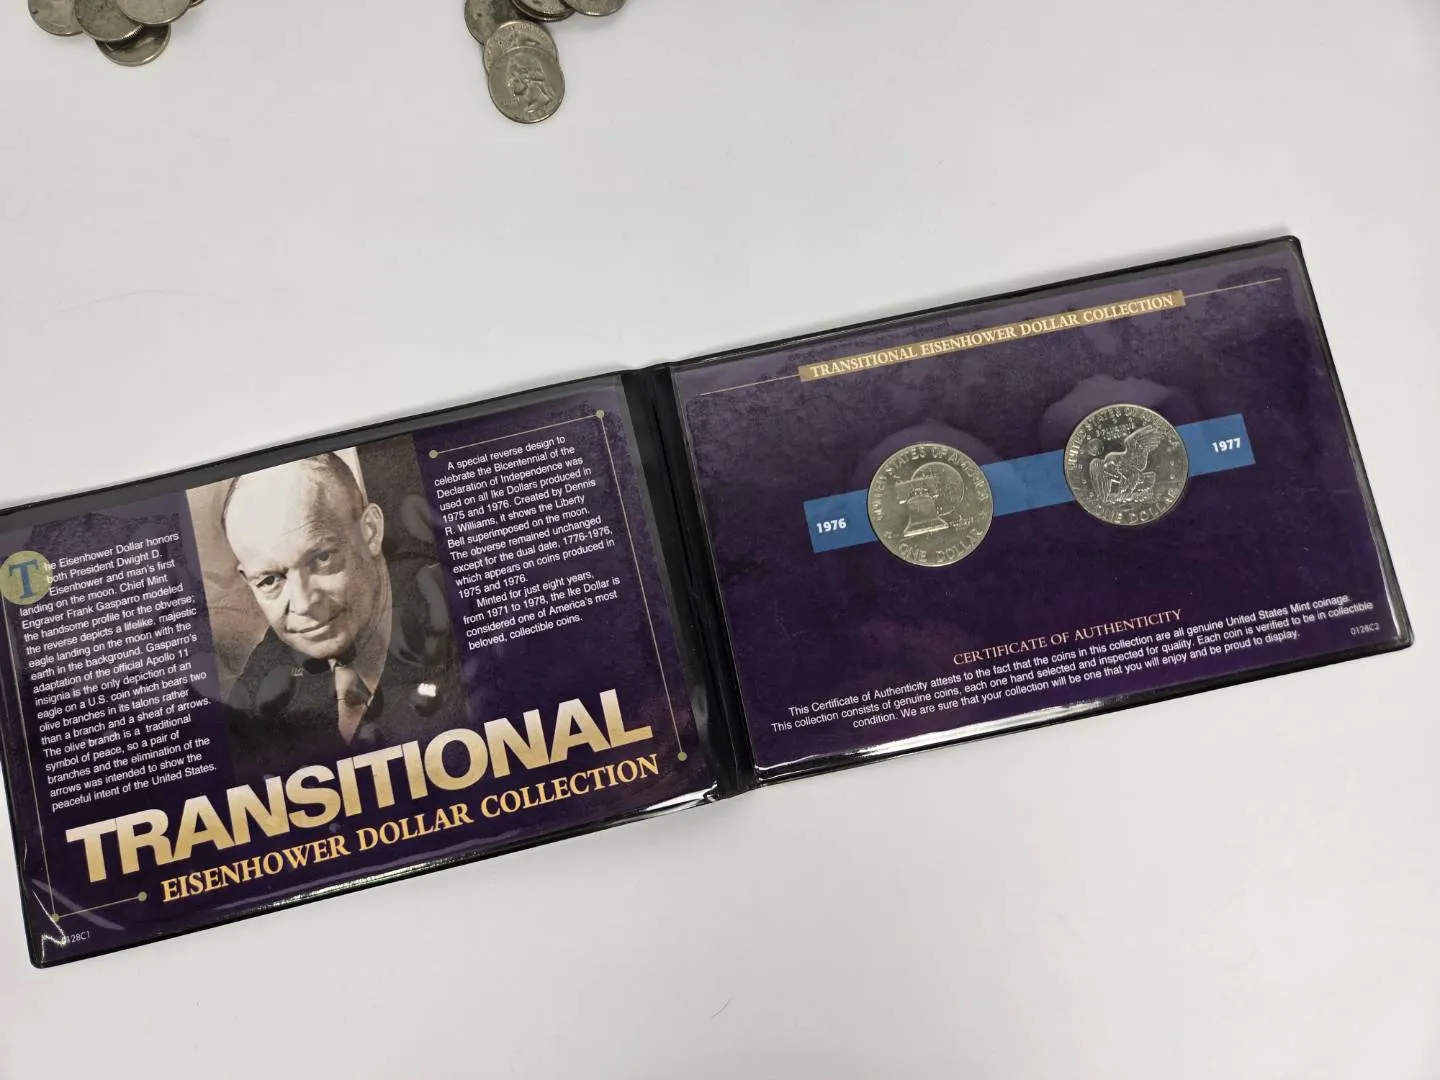 The Eisenhower Dollar honors
both President Dwight D.
Eisenhower and man's first
landing on the moon. Chief Mint
Engraver Frank Gasparro modeled
the handsome profile for the obverse;
the reverse depicts a lifelike, majestic
eagle landing on the moon with the
earth in the background. Gasparro's
adaptation of the official Apollo 11
insignia is the only depiction of an
eagle on a U.S. coin which bears two
olive branches in its talons rather
than a branch and a sheaf of arrows.
The olive branch is a traditional
symbol of peace, so a pair of
branches and the elimination of the
arrows was intended to show the
peaceful intent of the United States.
A special reverse design to
celebrate the Bicentennial of the
Declaration of Independence was
used on all Ike Dollars produced in
1975 and 1976. Created by Dennis
R. Williams, it shows the Liberty
Bell superimposed on the moon.
The obverse remained unchanged
except for the dual date, 1776-1976,
which appears on coins produced in
1975 and 1976.
Minted for just eight years,
from 1971 to 1978, the Ike Dollar is
considered one of America's most
beloved, collectible coins.
TRANSITIONAL
EISENHOWER DOLLAR COLLECTION
0128C1
TRANSITIONAL EISENHOWER DOLLAR COLLECTION
1976
UNITED STATES OF AMERICA
ONE DOLLAR
UNITED STATES OF AMERICA
ONE DOLLAR
1977
CERTIFICATE OF AUTHENTICITY
This Certificate of Authenticity attests to the fact that the coins in this collection are all genuine United States Mint coinage.
This collection consists of genuine coins, each one hand selected and inspected for quality. Each coin is verified to be in collectible
condition. We are sure that your collection will be one that you will enjoy and be proud to display.
0128C2